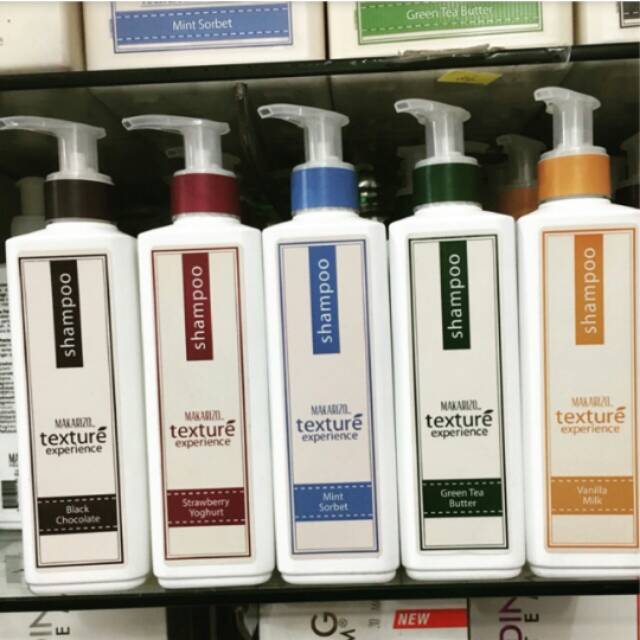 Mint Sorbet
Green Tea Butter
shampoo
MAKARIZO
texture
experience
Black
Chocolate
shampoo
MAKARIZO
texture
experience
Strawberry
Yoghurt
shampoo
MAKARIZO
texture
experience
Mint
Sorbet
shampoo
MAKARIZO
texture
experience
Green Tea
Butter
shampoo
MAKARIZO
texture
experience
Vanilla
Milk
NEW